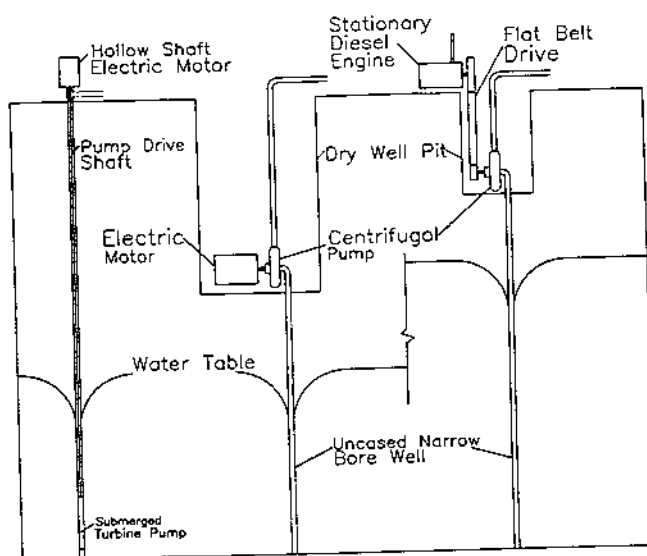 Hollow Shaft
Electric Motor
Stationary
Diesel
Engine
Flat Belt
Drive
Pump Drive
Shaft
Dry Well Pit
Electric
Motor
Centrifugal
Pump
Water Table
Uncased Narrow
Bore Well
Submerged
Turbine Pump